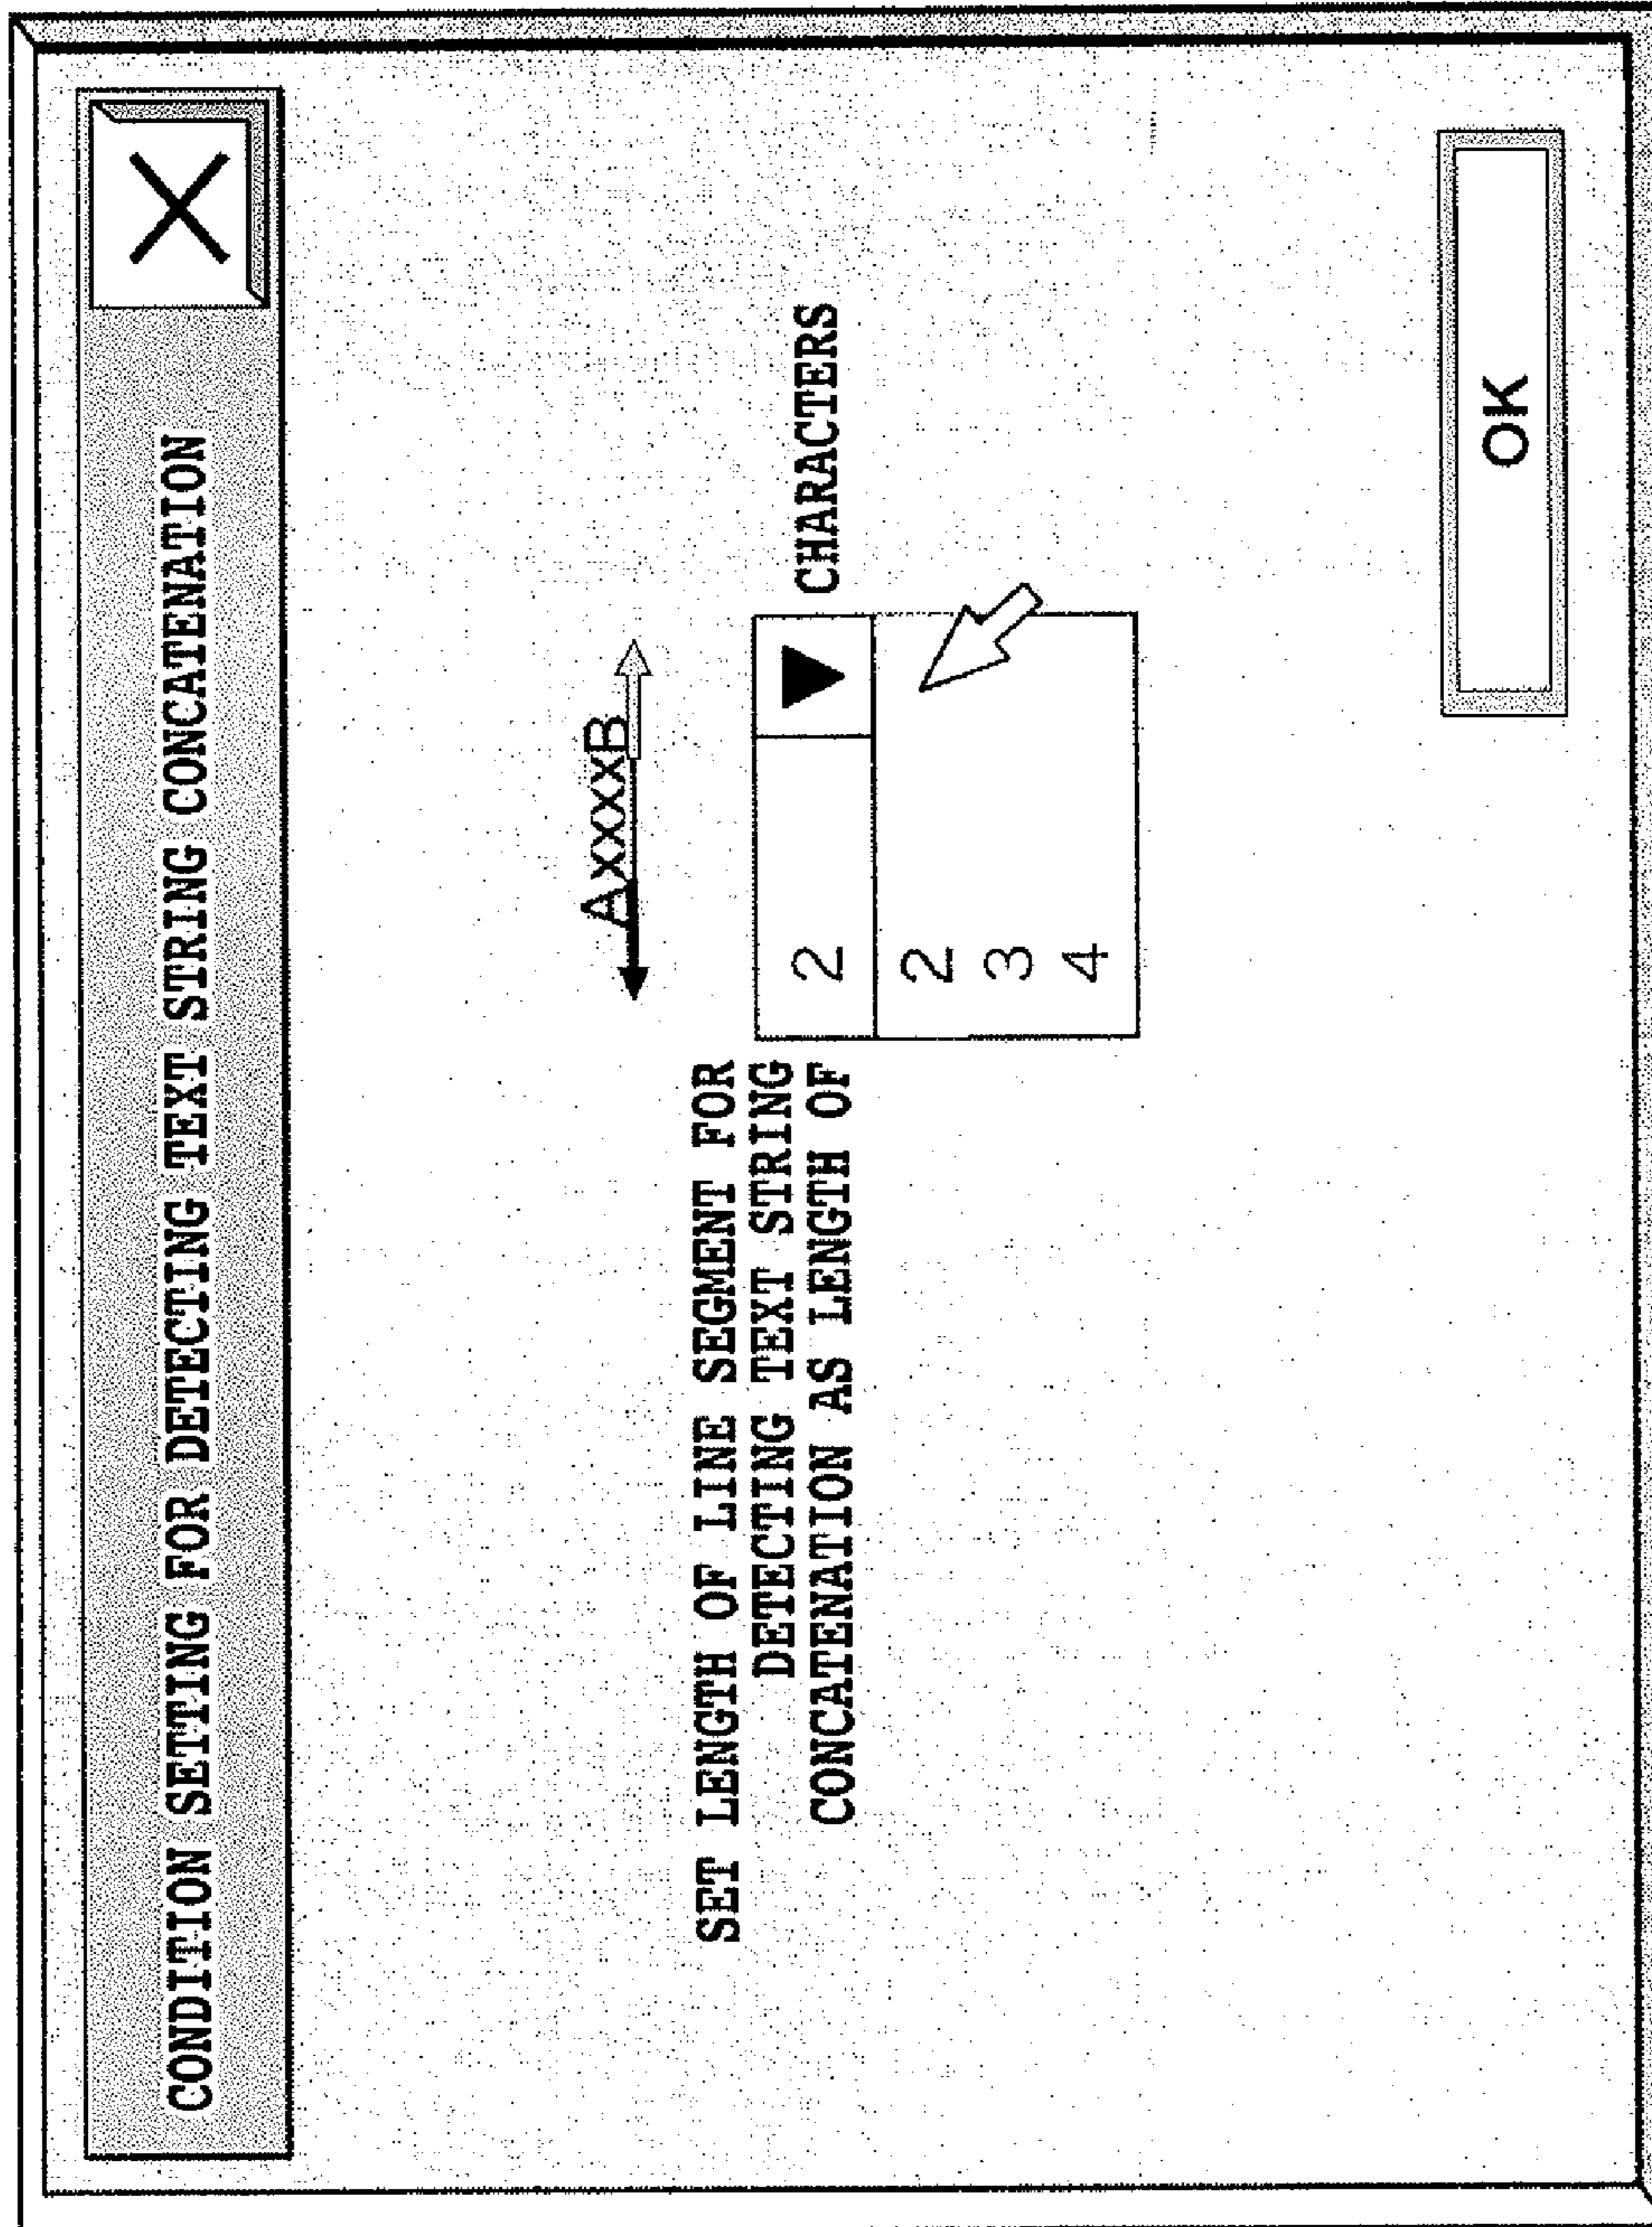 CONDITION SETTING FOR DETECTING TEXT STRING CONCATENATION
AxxxxB
SET LENGTH OF LINE SEGMENT FOR
DETECTING TEXT STRING
CONCATENATION AS LENGTH OF
2
CHARACTERS
2
3
4
OK